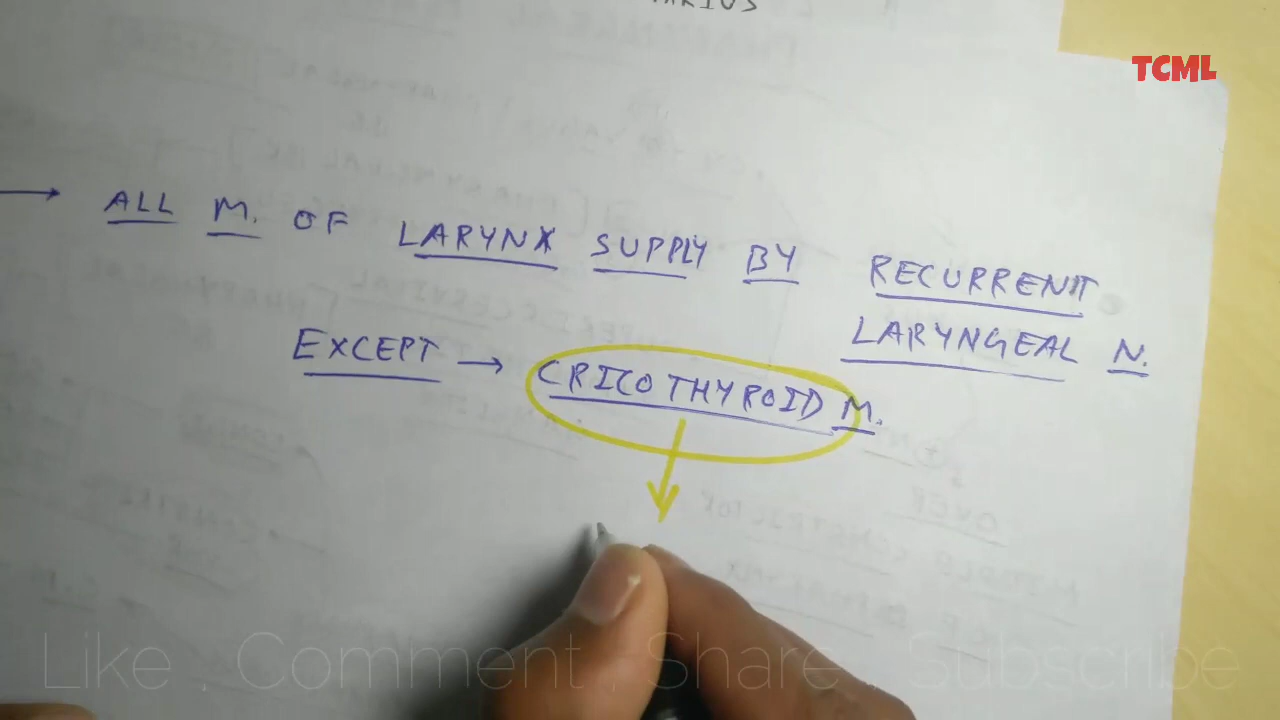 TCML
→ ALL M. OF LARYNX SUPPLY BY RECURRENT
LARYNGEAL N.
EXCEPT → CRICOTHYROID M.
Like , Comment , Share , Subscribe